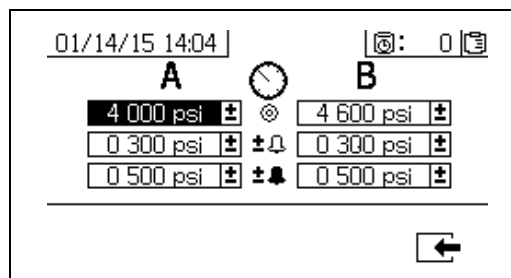 01/14/15 14:04 : 0
A B
4 000 psi ± 4 600 psi ±
0 300 psi ± ± 0 300 psi ±
0 500 psi ± ± 0 500 psi ±